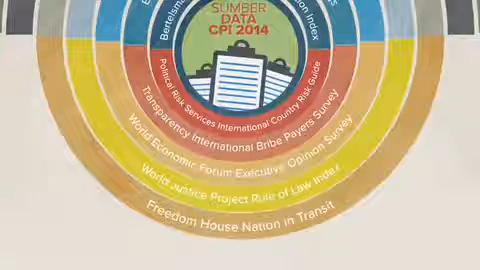 SUMBER
DATA
CPI 2014
Political Risk Services International Country Risk Guide
Transparency International Bribe Payers Survey
World Economic Forum Executive Opinion Survey
World Justice Project Rule of Law Index
Freedom House Nation in Transit
Index